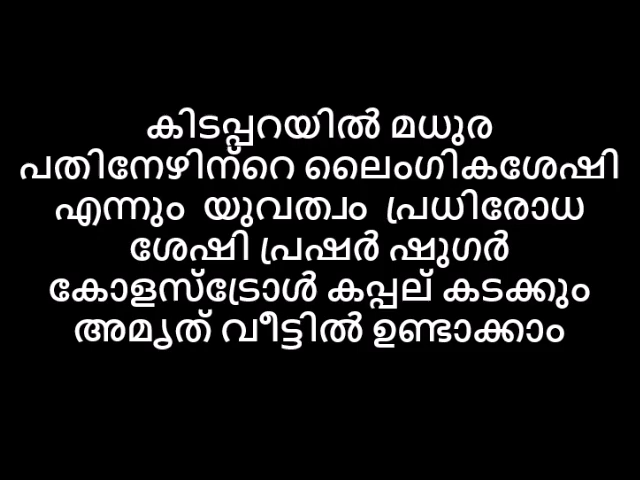 കിടപ്പറയിൽ മധുര
പതിനേഴിന്റെ ലൈംഗികശേഷി
എന്നും യുവത്വം പ്രധിരോധ
ശേഷി പ്രഷർ ഷുഗർ
കോളസ്ട്രോൾ കപ്പല് കടക്കും
അമൃത് വീട്ടിൽ ഉണ്ടാക്കാം